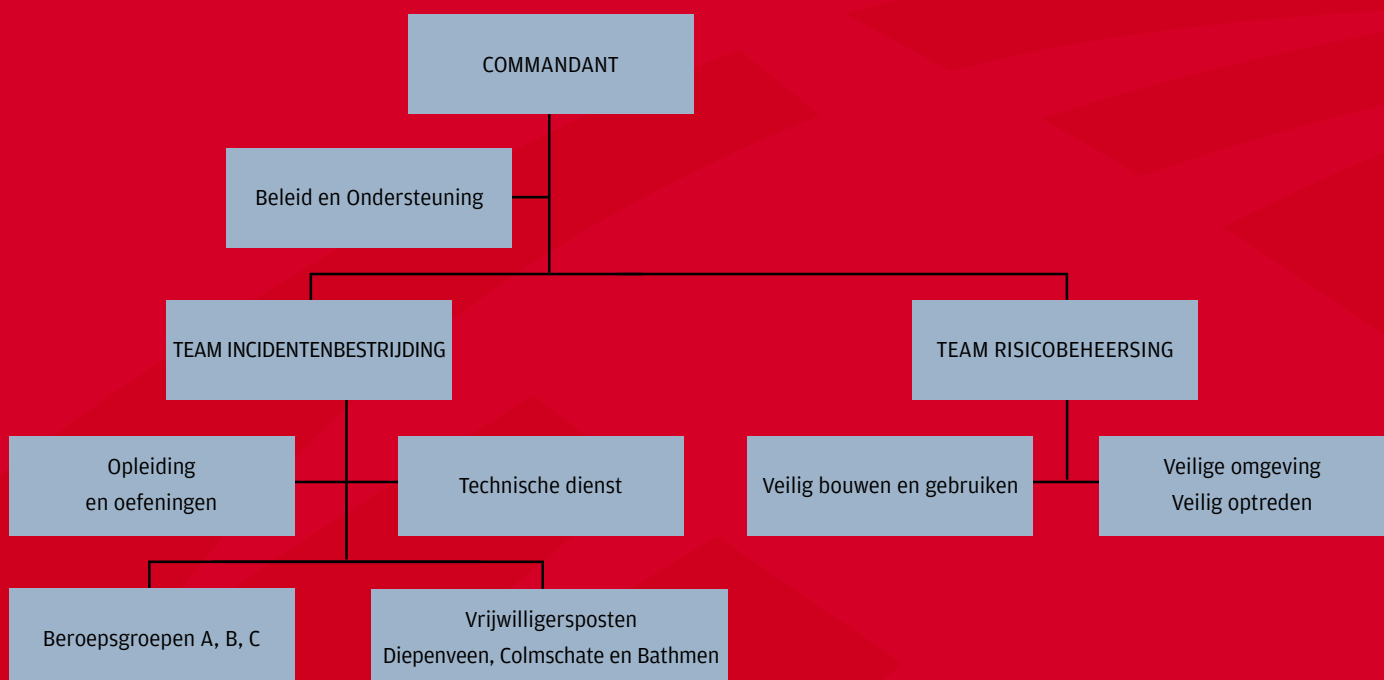 COMMANDANT
Beleid en Ondersteuning
TEAM INCIDENTENBESTRIJDING
TEAM RISICOBEHEERSING
Opleiding
en oefeningen
Technische dienst
Veilig bouwen en gebruiken
Veilige omgeving
Veilig optreden
Beroepsgroepen A, B, C
Vrijwilligersposten
Diepenveen, Colmschate en Bathmen